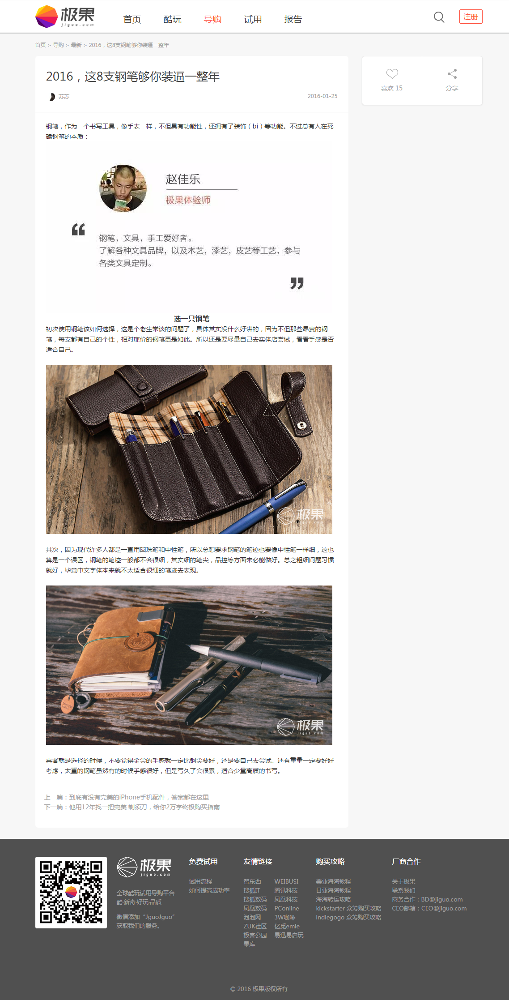 极果
jiguo.com
首页 酷玩 导购 试用 报告
注册
首页 > 导购 > 最新 > 2016，这8支钢笔够你装逼一整年
2016，这8支钢笔够你装逼一整年
苏苏
2016-01-25
喜欢 15
分享
钢笔，作为一个书写工具，像手表一样，不但具有功能性，还拥有了装饰（bi）等功能。不过总有人在死
磕钢笔的本质：
赵佳乐
极果体验师
“
钢笔，文具，手工爱好者。
了解各种文具品牌，以及木艺，漆艺，皮艺等工艺，参与
各类文具定制。
”
选一只钢笔
初次使用钢笔该如何选择，这是个老生常谈的问题了，具体其实没什么好讲的，因为不但那些昂贵的钢
笔，每支都有自己的个性，相对廉价的钢笔更是如此。所以还是要尽量自己去实体店尝试，看看手感是否
适合自己。
极果
jiguo.com
其次，因为现代许多人都是一直用圆珠笔和中性笔，所以总想要求钢笔的笔迹也要像中性笔一样细，这也
算是一个误区，钢笔的笔迹一般都不会很细，其实细的笔尖，品控等方面未必能做好。总之粗细问题习惯
就好，毕竟中文字体本来就不太适合很细的笔迹去表现。
极果
jiguo.com
再者就是选择的时候，不要觉得金尖的手感就一定比钢尖要好，还是要自己去尝试。还有重量一定要好好
考虑，太重的钢笔虽然有的时候手感很好，但是写久了会很累，适合少量高质的书写。
上一篇：到底有没有完美的iPhone手机配件，答案都在这里
下一篇：他用12年找一把完美 剃须刀，给你2万字终极购买指南
极果
jiguo.com
全球酷玩试用导购平台
酷·新奇·好玩·品质
微信添加“JguoJguo”
获取我们的服务。
免费试用
试用流程
如何提高成功率
友情链接
智东西 WEIBUSI
搜狐IT 腾讯科技
搜狐数码 凤凰科技
凤凰数码 PConline
泡泡网 3W咖啡
ZUK社区 亿觅emie
极客公园 易迅易启玩
果库
购买攻略
美亚海淘教程
日亚海淘教程
海淘转运攻略
kickstarter 众筹购买攻略
indiegogo 众筹购买攻略
厂商合作
关于极果
联系我们
商务合作：BD@jiguo.com
CEO邮箱：CEO@jiguo.com
© 2016 极果版权所有